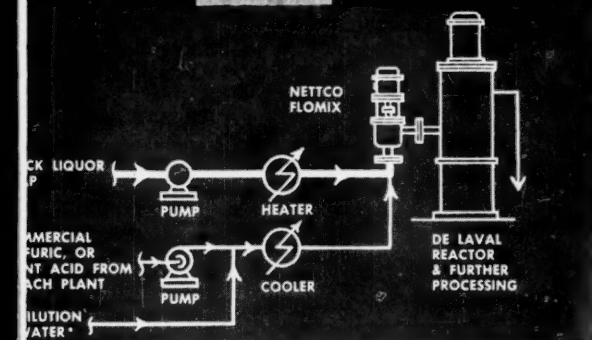 NETTCO
FLOMIX
CK LIQUOR
P
PUMP
HEATER
MMERCIAL
FURIC, OR
NT ACID FROM
ACH PLANT
PUMP
COOLER
DE LAVAL
REACTOR
& FURTHER
PROCESSING
ILUTION
WATER*